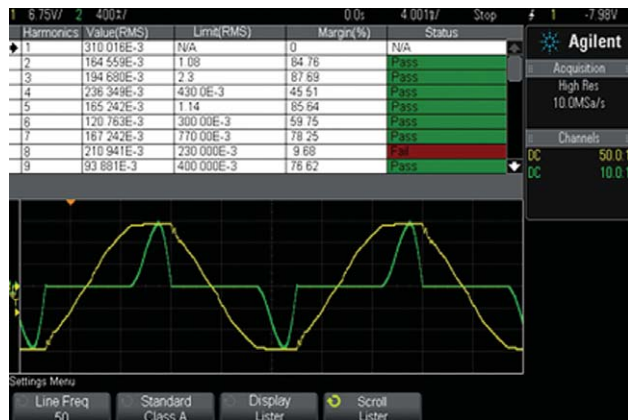 1 6.75V/ 2 400㎃/ 0.0s 4.001㎳/ Stop 1 -7.98V
Harmonics Value(RMS) Limit(RMS) Margin(%) Status
1 310.016E-3 N/A 0 N/A
2 164.559E-3 1.08 84.76 Pass
3 194.680E-3 2.3 87.69 Pass
4 236.349E-3 430.0E-3 45.51 Pass
5 165.242E-3 1.14 85.64 Pass
6 120.763E-3 300.00E-3 59.75 Pass
7 167.242E-3 770.00E-3 78.25 Pass
8 210.941E-3 230.000E-3 9.68 Fail
9 93.881E-3 400.000E-3 76.62 Pass
Agilent
Acquisition
High Res
10.0MSa/s
Channels
DC 50.0:1
DC 10.0:1
Settings Menu
Line Freq
50
Standard
Class A
Display
Lister
Scroll
Lister